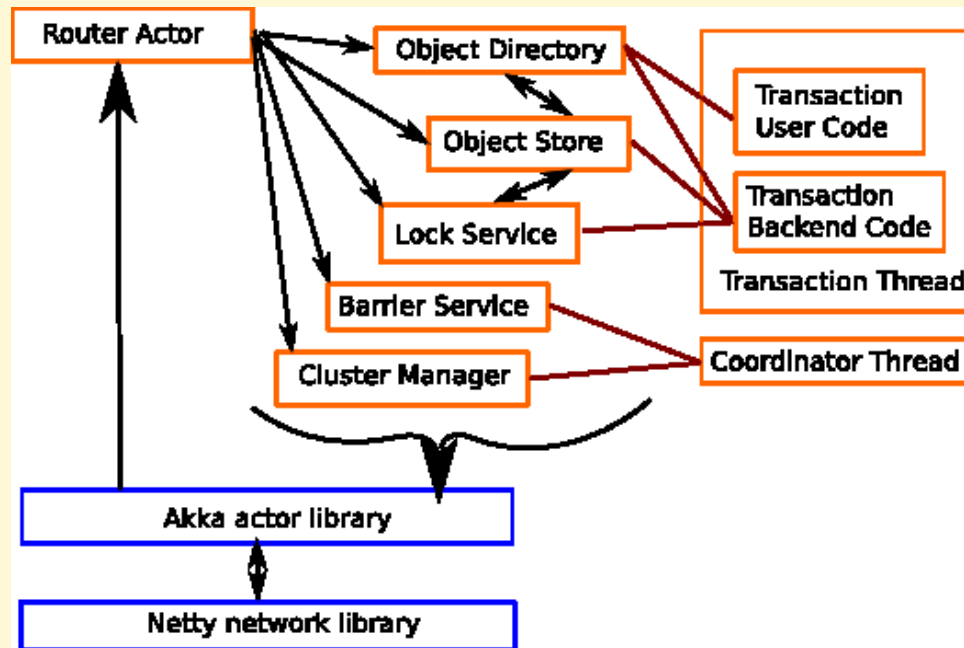 Router Actor
Object Directory
Object Store
Lock Service
Barrier Service
Cluster Manager
Transaction
User Code
Transaction
Backend Code
Transaction Thread
Coordinator Thread
Akka actor library
Netty network library